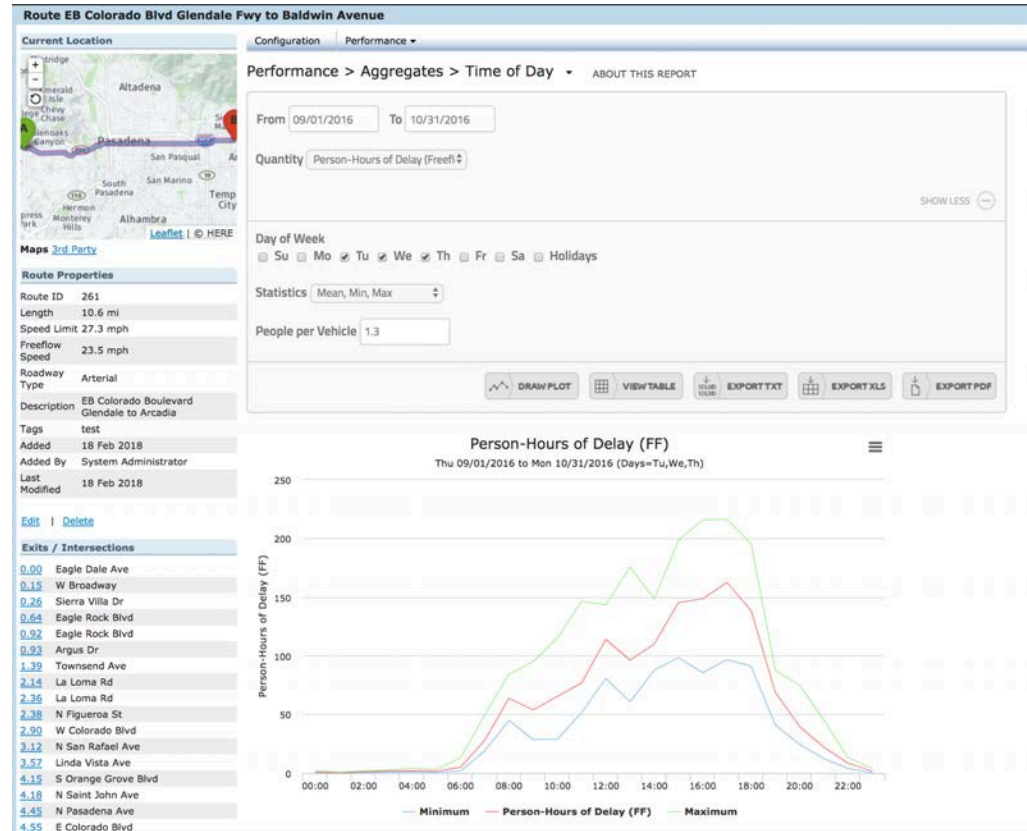 Route EB Colorado Blvd Glendale Fwy to Baldwin Avenue
Current Location
Altadena
Pasadena
San Pasqual
South Pasadena
San Marino
Temp
City
Hermon
Monterey
Hills
Alhambra
Canyon
Chevy
Chase
+
-
A
Leaflet | © HERE
Maps 3rd Party
Route Properties
Route ID 261
Length 10.6 mi
Speed Limit 27.3 mph
Freeflow Speed 23.5 mph
Roadway Type Arterial
Description EB Colorado Boulevard Glendale to Arcadia
Tags test
Added 18 Feb 2018
Added By System Administrator
Last Modified 18 Feb 2018
Edit | Delete
Exits / Intersections
0.00 Eagle Dale Ave
0.15 W Broadway
0.26 Sierra Villa Dr
0.64 Eagle Rock Blvd
0.92 Eagle Rock Blvd
0.93 Argus Dr
1.39 Townsend Ave
2.14 La Loma Rd
2.36 La Loma Rd
2.38 N Figueroa St
2.90 W Colorado Blvd
3.12 N San Rafael Ave
3.57 Linda Vista Ave
4.15 S Orange Grove Blvd
4.18 N Saint John Ave
4.45 N Pasadena Ave
4.55 E Colorado Blvd
Configuration Performance
Performance > Aggregates > Time of Day ABOUT THIS REPORT
From 09/01/2016 To 10/31/2016
Quantity Person-Hours of Delay (Freefl
SHOW LESS
Day of Week
Su Mo Tu We Th Fr Sa Holidays
Statistics Mean, Min, Max
People per Vehicle 1.3
DRAW PLOT VIEW TABLE EXPORT TXT EXPORT XLS EXPORT PDF
Person-Hours of Delay (FF)
Thu 09/01/2016 to Mon 10/31/2016 (Days=Tu,We,Th)
Person-Hours of Delay (FF)
250
200
150
100
50
0
00:00 02:00 04:00 06:00 08:00 10:00 12:00 14:00 16:00 18:00 20:00 22:00
Minimum Person-Hours of Delay (FF) Maximum